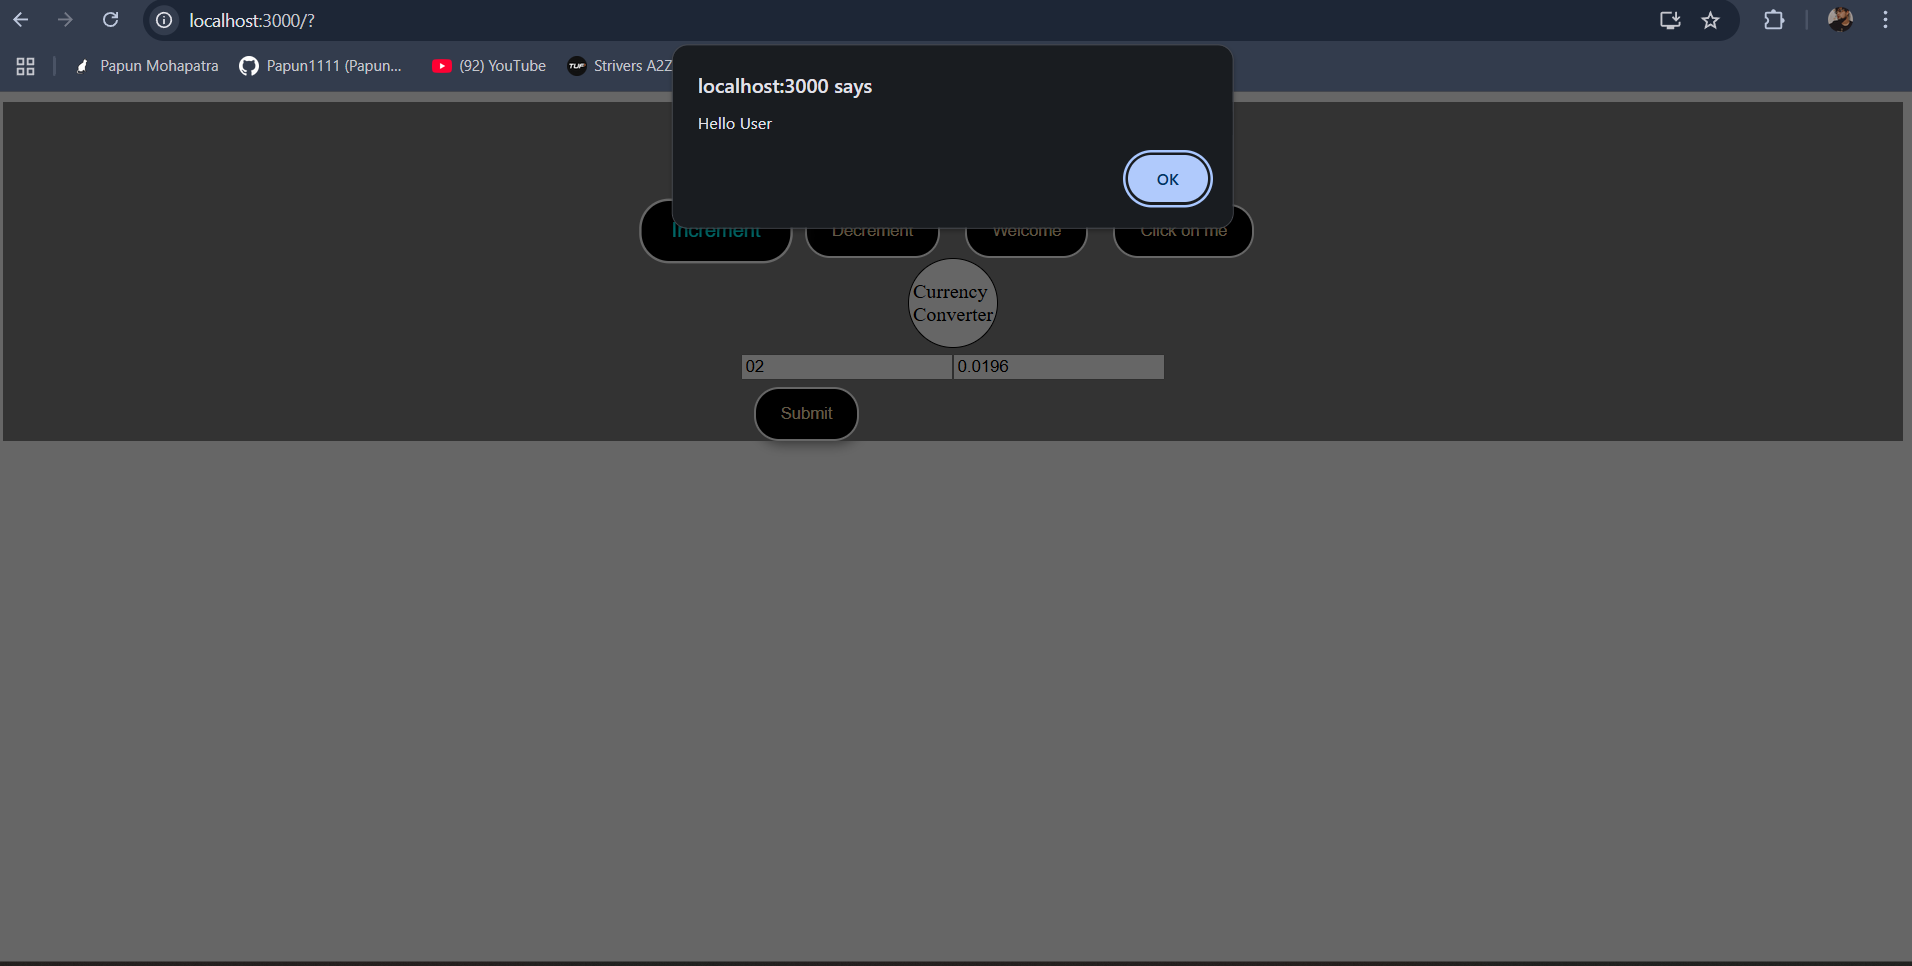 localhost:3000/?
Papun Mohapatra Papun1111 (Papun... (92) YouTube Strivers A2Z
localhost:3000 says
Hello User
OK
Increment Decrement Welcome Click on me
Currency
Converter
02 0.0196
Submit